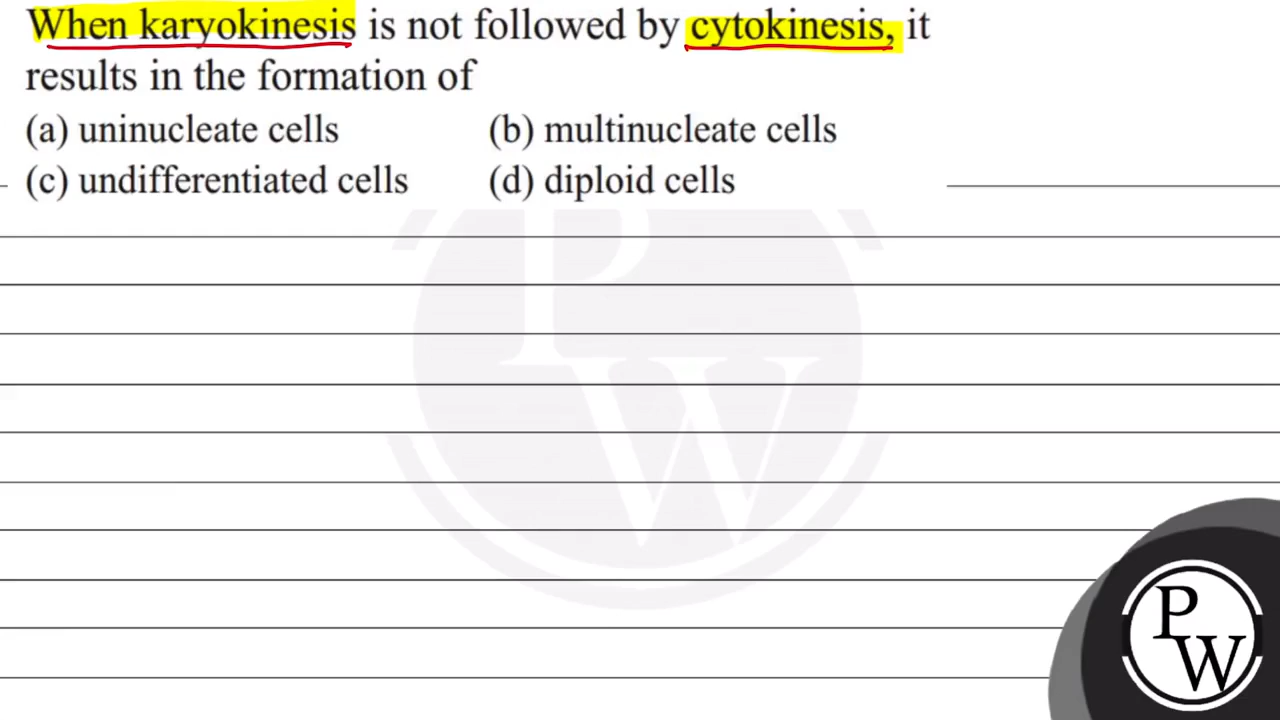 When karyokinesis is not followed by cytokinesis, it
results in the formation of
(a) uninucleate cells (b) multinucleate cells
(c) undifferentiated cells (d) diploid cells
PW
PW